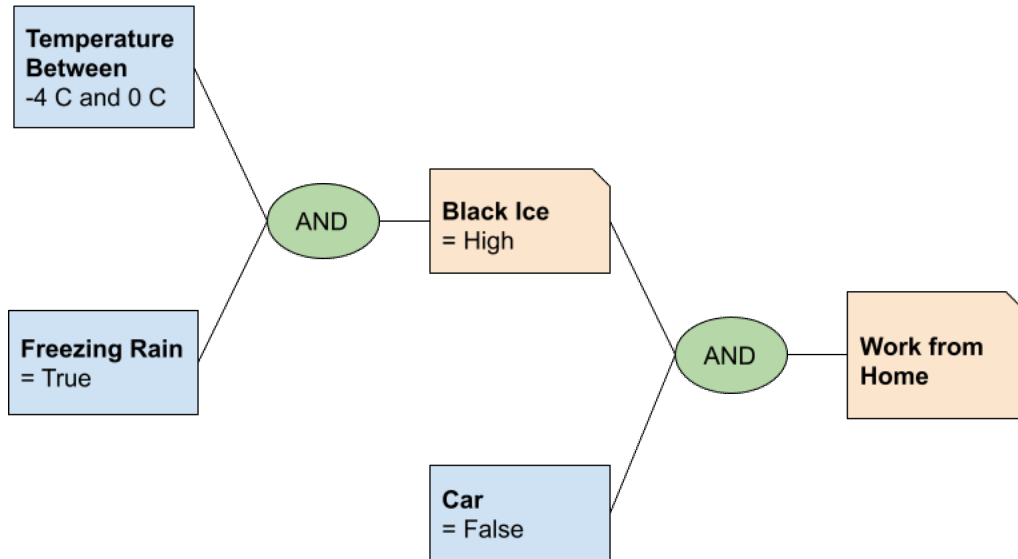 Temperature
Between
-4 C and 0 C
AND
Black Ice
= High
Freezing Rain
= True
AND
Work from
Home
Car
= False